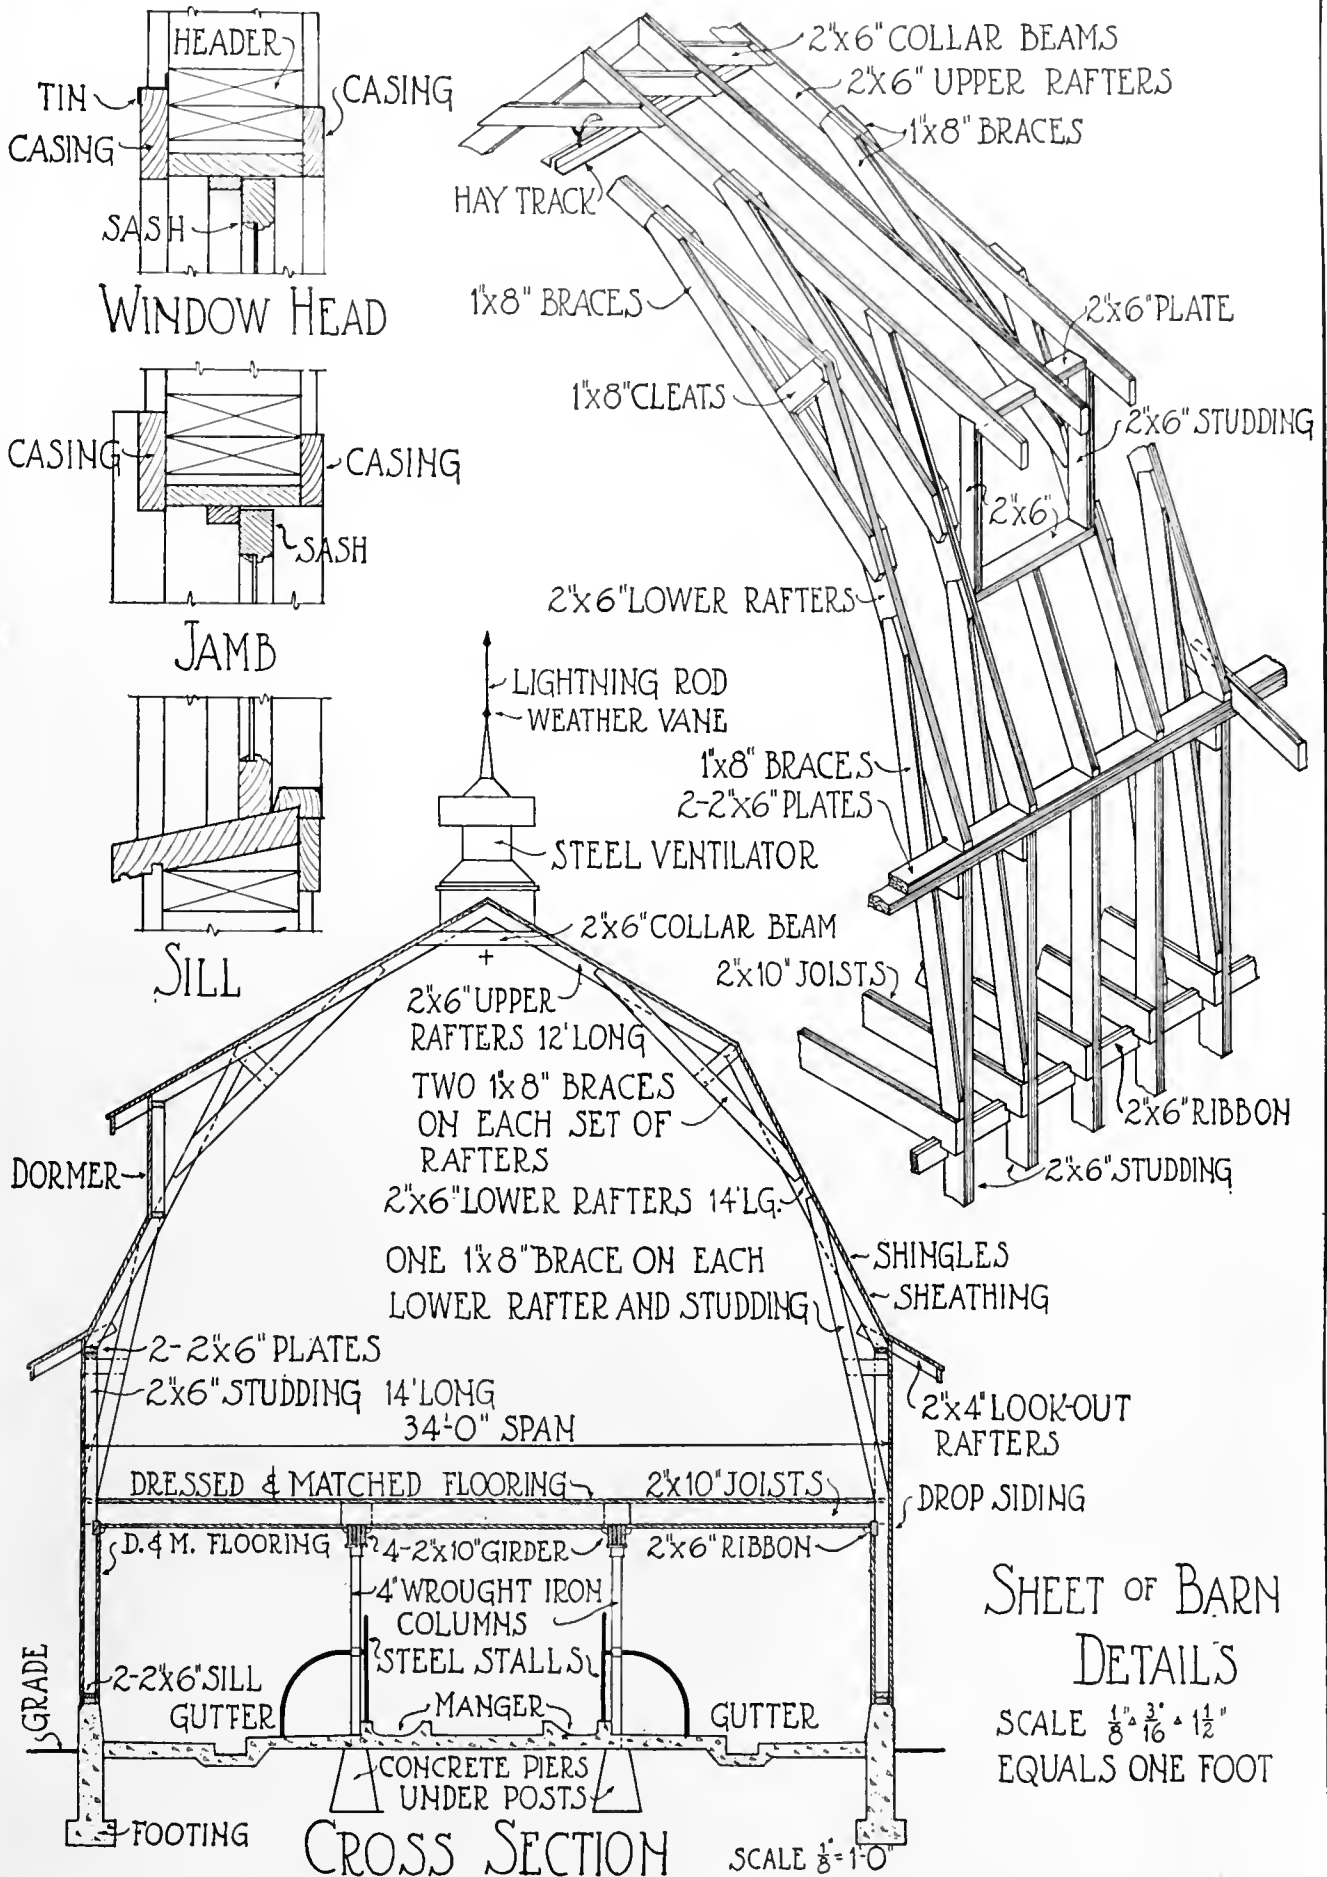 HEADER
TIN
CASING
CASING
SASH
WINDOW HEAD
CASING
CASING
SASH
JAMB
SILL
2"X6" COLLAR BEAMS
2"X6" UPPER RAFTERS
1"X8" BRACES
HAY TRACK
1"X8" BRACES
2"X6" PLATE
1"X8" CLEATS
2"X6" STUDDING
2"X6"
2"X6" LOWER RAFTERS
1"X8" BRACES
2-2"X6" PLATES
2"X10" JOISTS
2"X6" RIBBON
2"X6" STUDDING
LIGHTNING ROD
WEATHER VANE
STEEL VENTILATOR
2"X6" COLLAR BEAM
2"X6" UPPER
RAFTERS 12' LONG
TWO 1"X8" BRACES
ON EACH SET OF
RAFTERS
DORMER
2"X6" LOWER RAFTERS 14' LG.
ONE 1"X8" BRACE ON EACH
LOWER RAFTER AND STUDDING
SHINGLES
SHEATHING
2-2"X6" PLATES
2"X6" STUDDING 14' LONG
34'-0" SPAN
2"X4" LOOK-OUT
RAFTERS
DRESSED & MATCHED FLOORING
2"X10" JOISTS
DROP SIDING
D. & M. FLOORING
4-2"X10" GIRDER
2"X6" RIBBON
4" WROUGHT IRON
COLUMNS
STEEL STALLS
2-2"X6" SILL
GRADE
GUTTER
MANGER
GUTTER
CONCRETE PIERS
UNDER POSTS
FOOTING
CROSS SECTION
SCALE 1/8" = 1'-0"
SHEET OF BARN
DETAILS
SCALE 1/8" 3/16" 1 1/2"
EQUALS ONE FOOT